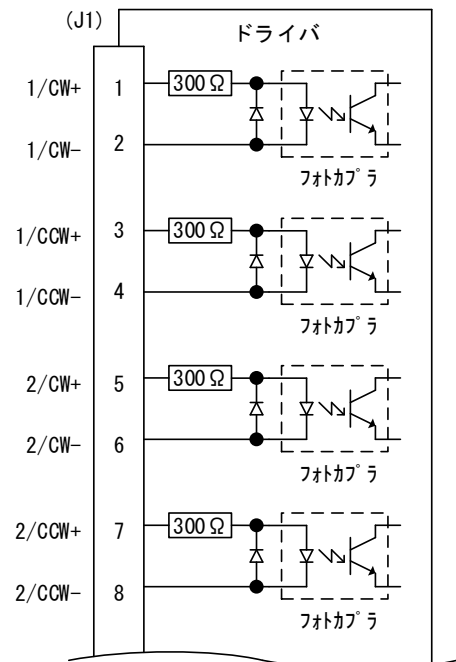 (J1)
ドライバ
1/CW+ 1 300Ω
1/CW- 2
フォトカプラ
1/CCW+ 3 300Ω
1/CCW- 4
フォトカプラ
2/CW+ 5 300Ω
2/CW- 6
フォトカプラ
2/CCW+ 7 300Ω
2/CCW- 8
フォトカプラ